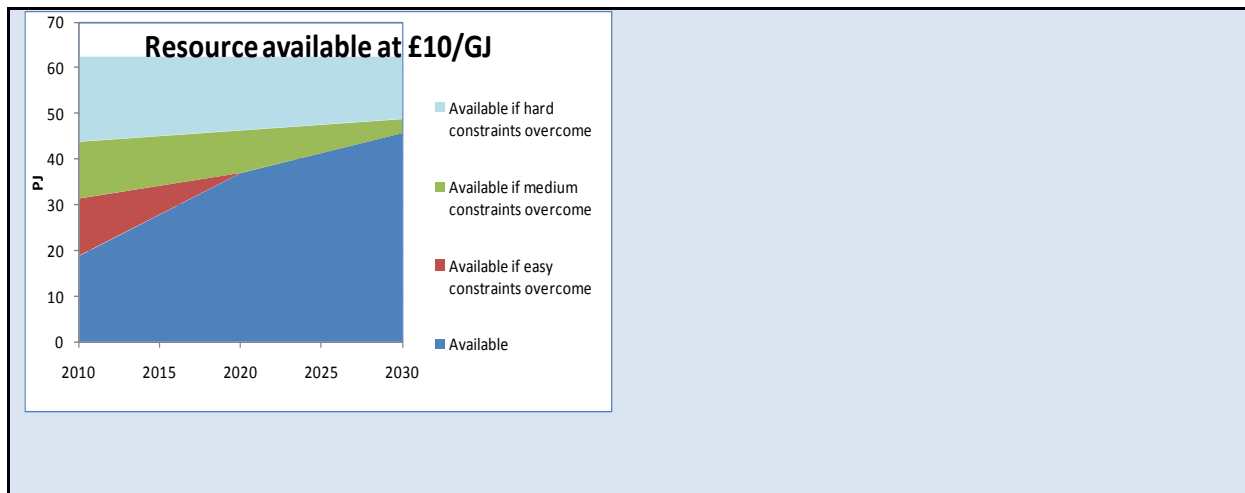 Resource available at £10/GJ
70
60
50
40
30
20
10
0
PJ
2010 2015 2020 2025 2030
Available if hard
constraints overcome
Available if medium
constraints overcome
Available if easy
constraints overcome
Available